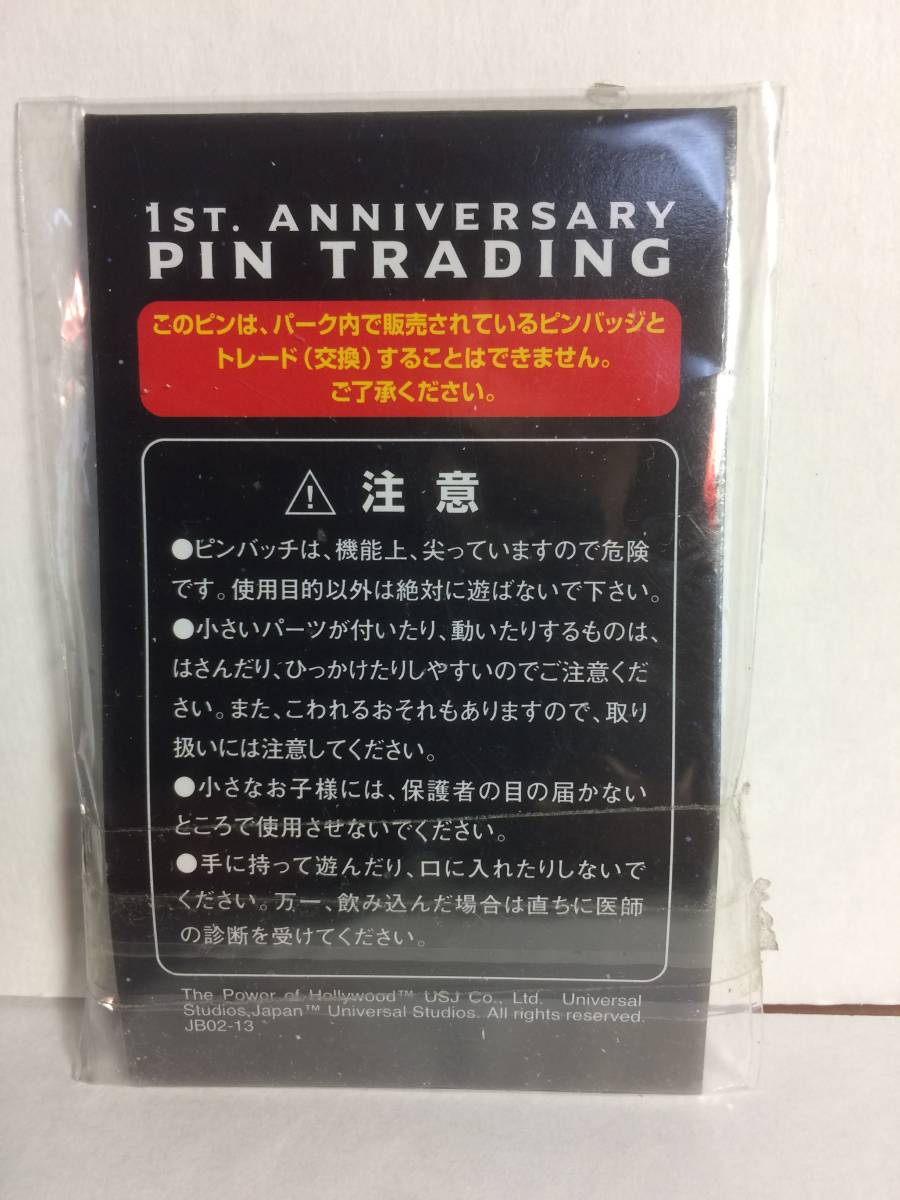 1ST. ANNIVERSARY
PIN TRADING
このピンは、パーク内で販売されているピンバッジと
トレード(交換)することはできません。
ご了承ください。
注意
●ピンバッチは、機能上、尖っていますので危険
です。使用目的以外は絶対に遊ばないで下さい。
●小さいパーツが付いたり、動いたりするものは、
はさんだり、ひっかけたりしやすいのでご注意くだ
さい。また、こわれるおそれもありますので、取り
扱いには注意してください。
●小さなお子様には、保護者の目の届かない
ところで使用させないでください。
●手に持って遊んだり、口に入れたりしないで
ください。万一、飲み込んだ場合は直ちに医師
の診断を受けてください。
The Power of Hollywood™ USJ Co., Ltd. Universal
Studios,Japan™ Universal Studios. All rights reserved.
JB02-13